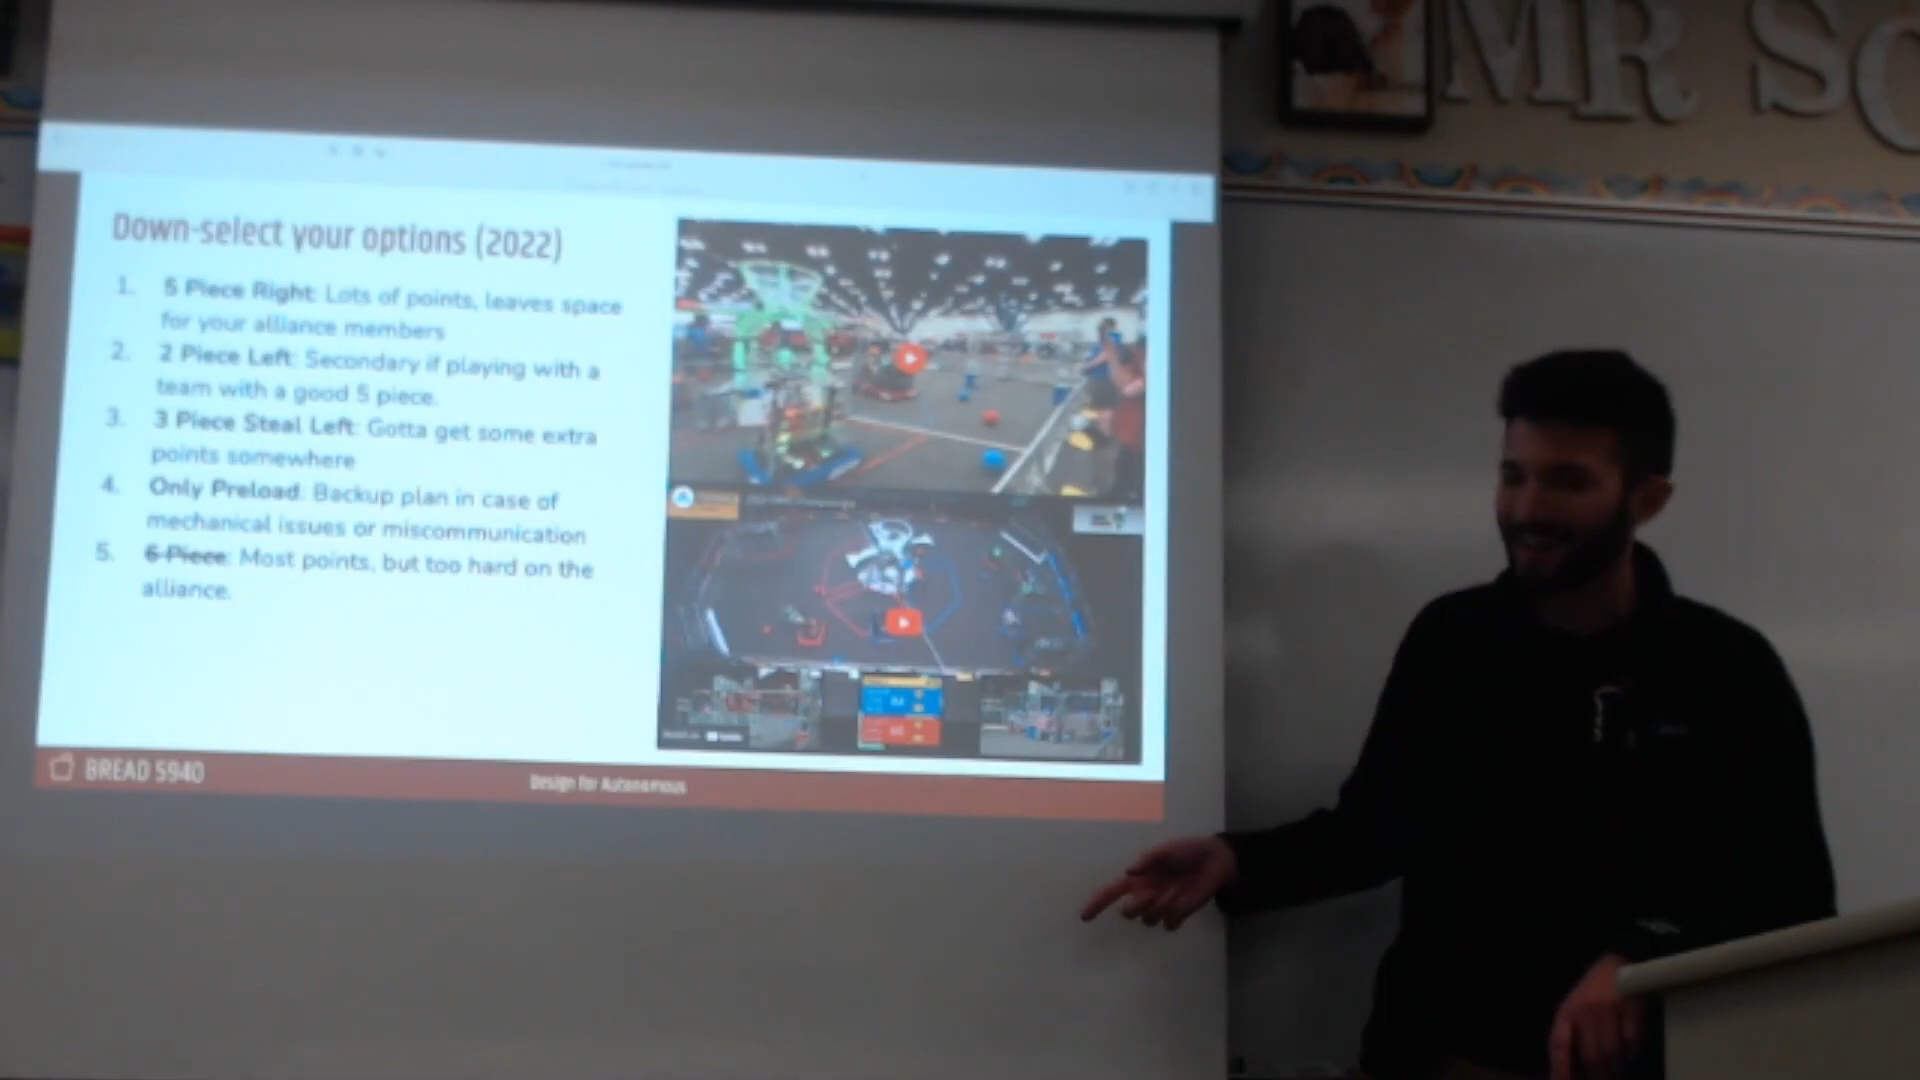 MR SC
Down-select your options (2022)
1. 5 Piece Right: Lots of points, leaves space
for your alliance members
2. 2 Piece Left: Secondary if playing with a
team with a good 5 piece.
3. 3 Piece Steal Left: Gotta get some extra
points somewhere
4. Only Preload: Backup plan in case of
mechanical issues or miscommunication
5. 6 Piece: Most points, but too hard on the
alliance.
BREAD 5940
Design for Autonomous